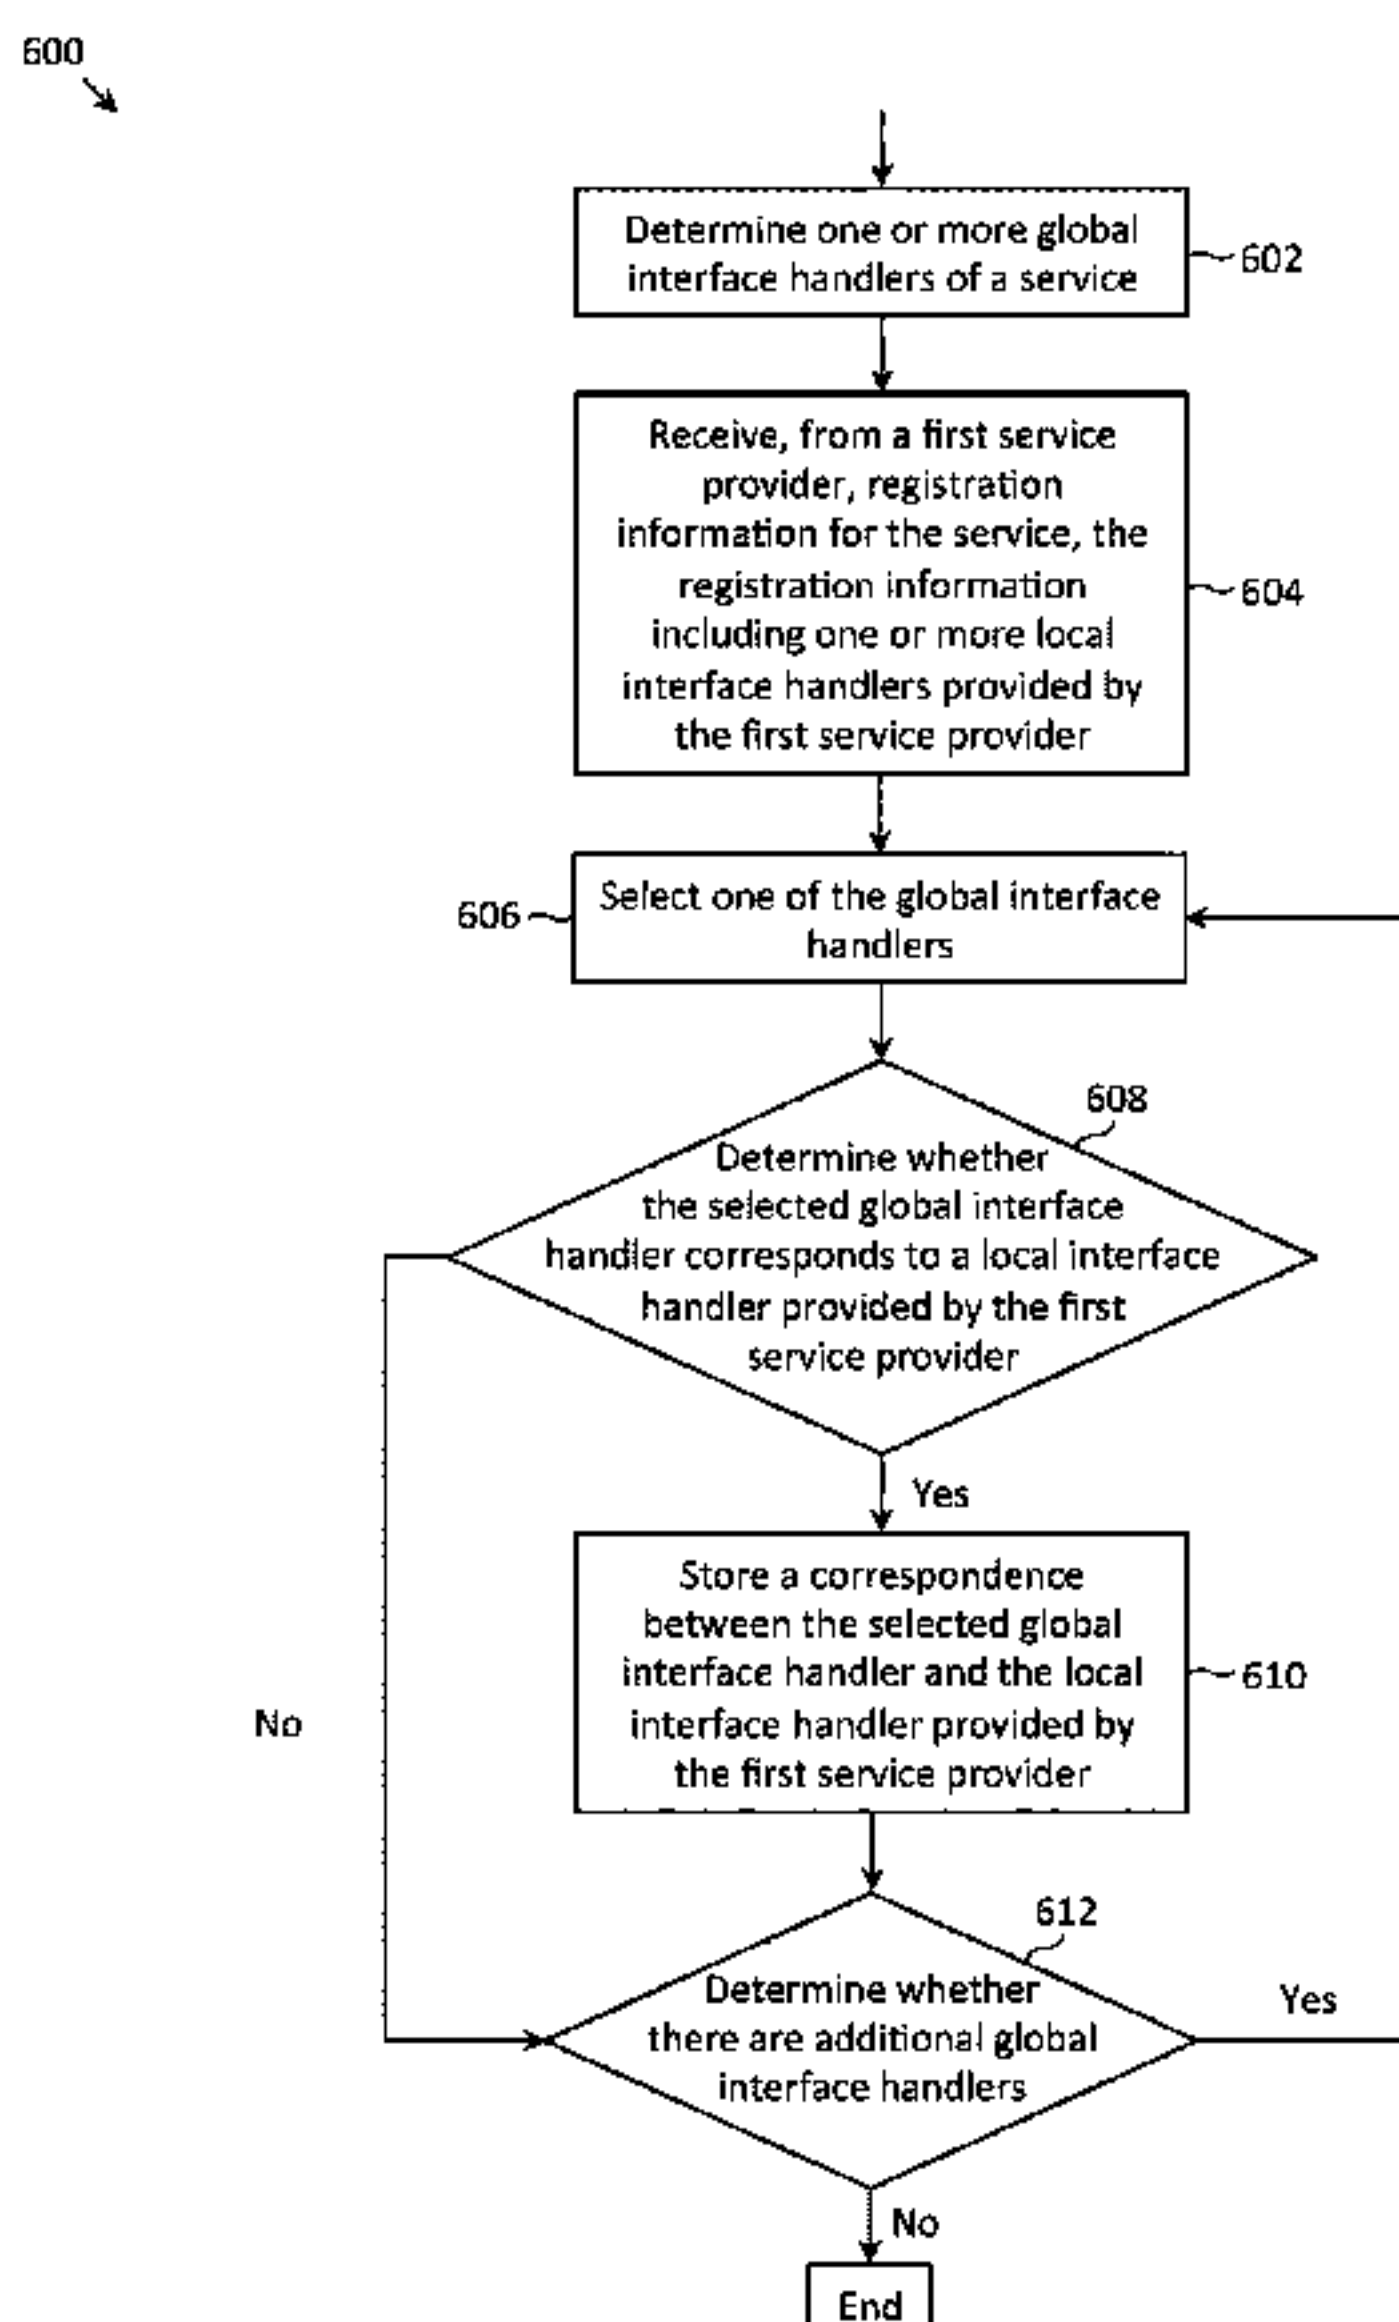 600
Determine one or more global
interface handlers of a service
602
Receive, from a first service
provider, registration
information for the service, the
registration information
including one or more local
interface handlers provided by
the first service provider
604
606
Select one of the global interface
handlers
608
Determine whether
the selected global interface
handler corresponds to a local interface
handler provided by the first
service provider
Yes
Store a correspondence
between the selected global
interface handler and the local
interface handler provided by
the first service provider
610
No
612
Determine whether
there are additional global
interface handlers
Yes
No
End